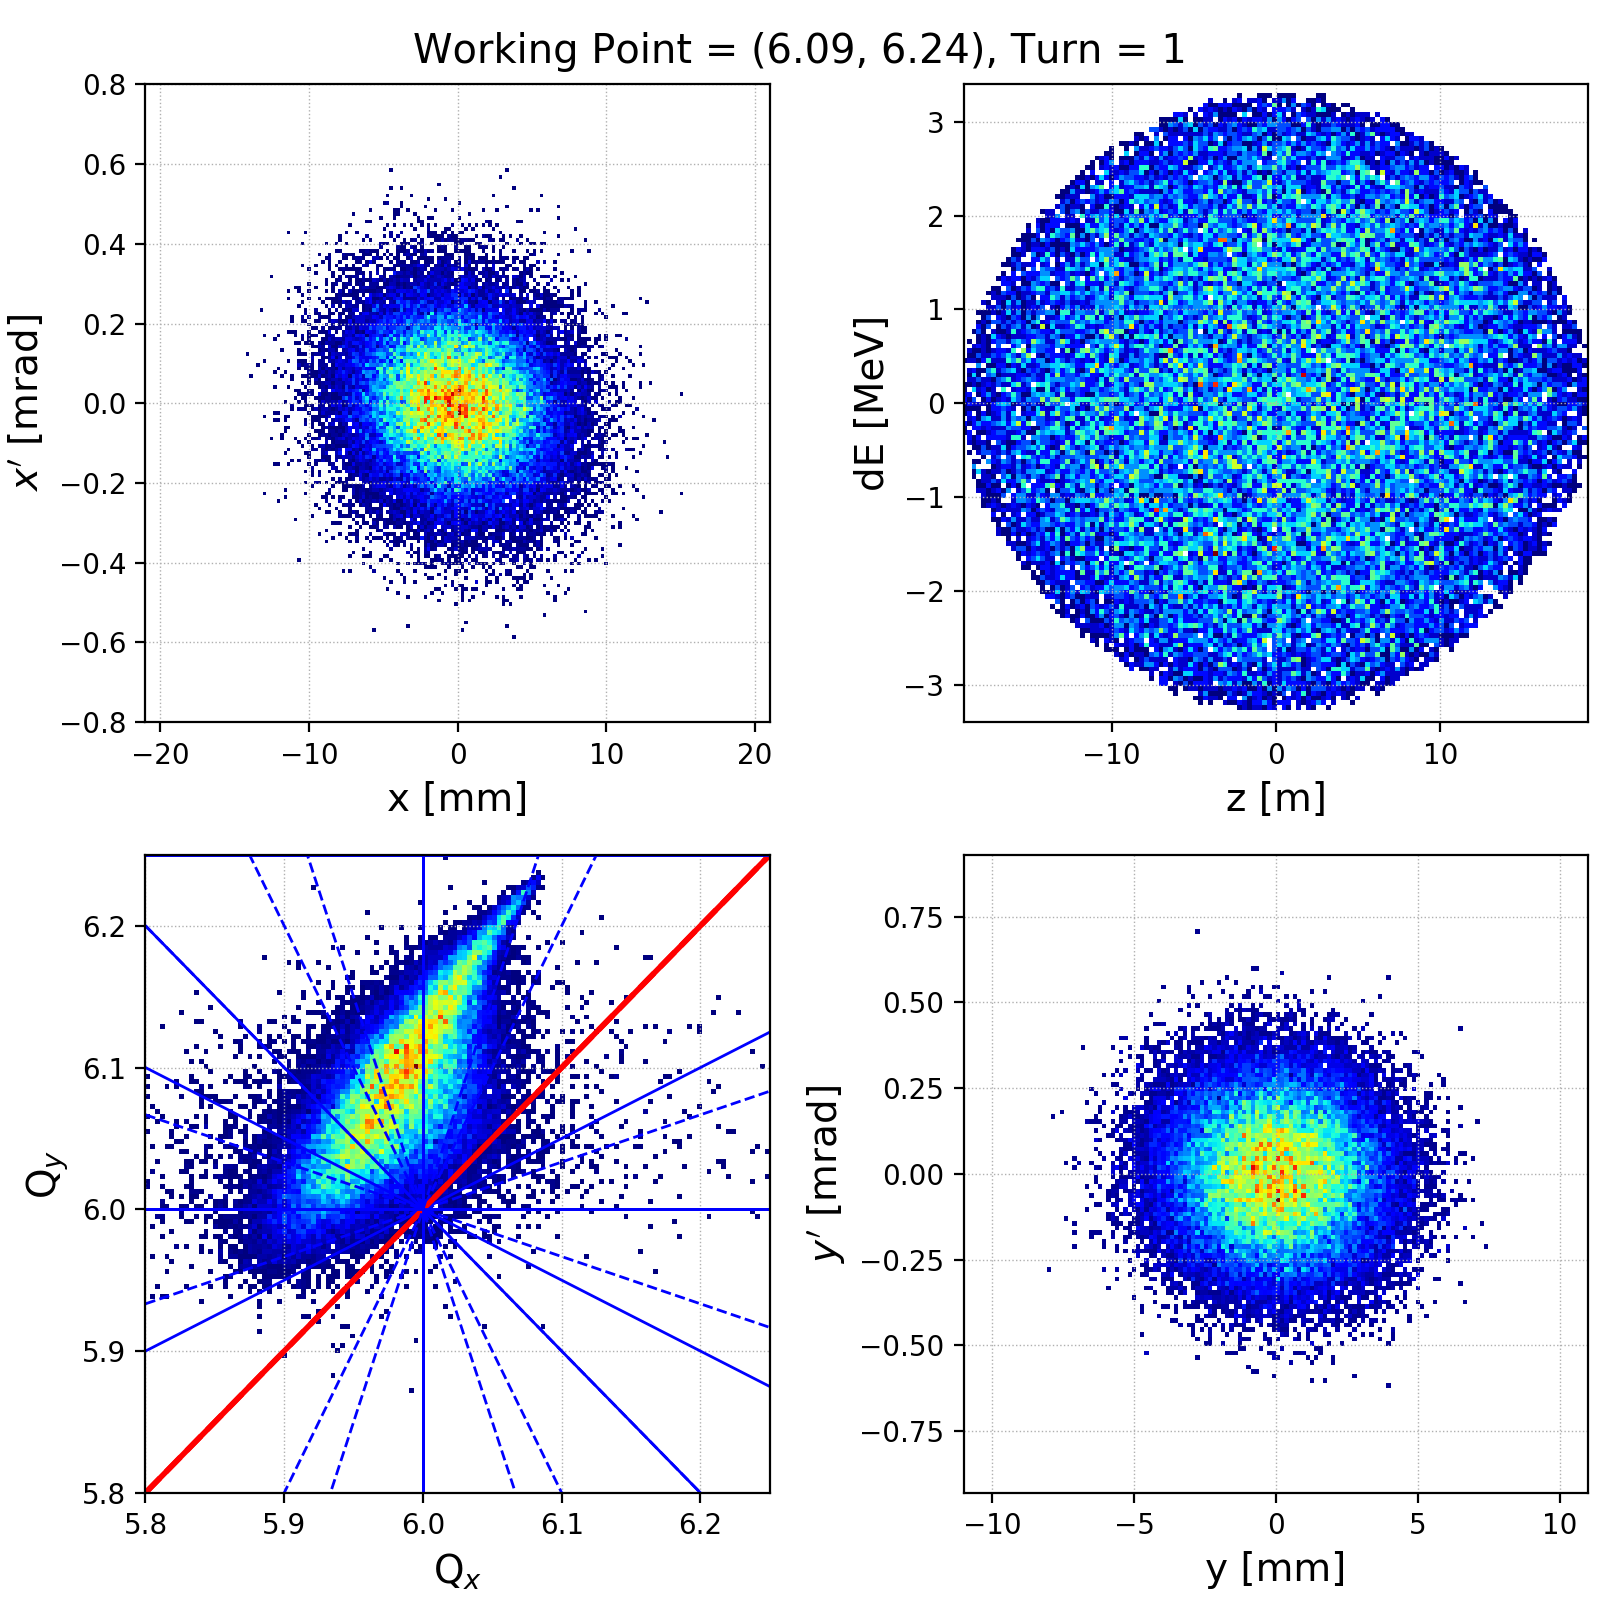 Working Point = (6.09, 6.24), Turn = 1
0.8
0.6
0.4
0.2
0.0
−0.2
−0.4
−0.6
−0.8
x′ [mrad]
−20 −10 0 10 20
x [mm]
3
2
1
0
−1
−2
−3
dE [MeV]
−10 0 10
z [m]
6.2
6.1
6.0
5.9
5.8
Qy
5.8 5.9 6.0 6.1 6.2
Qx
0.75
0.50
0.25
0.00
−0.25
−0.50
−0.75
y′ [mrad]
−10 −5 0 5 10
y [mm]